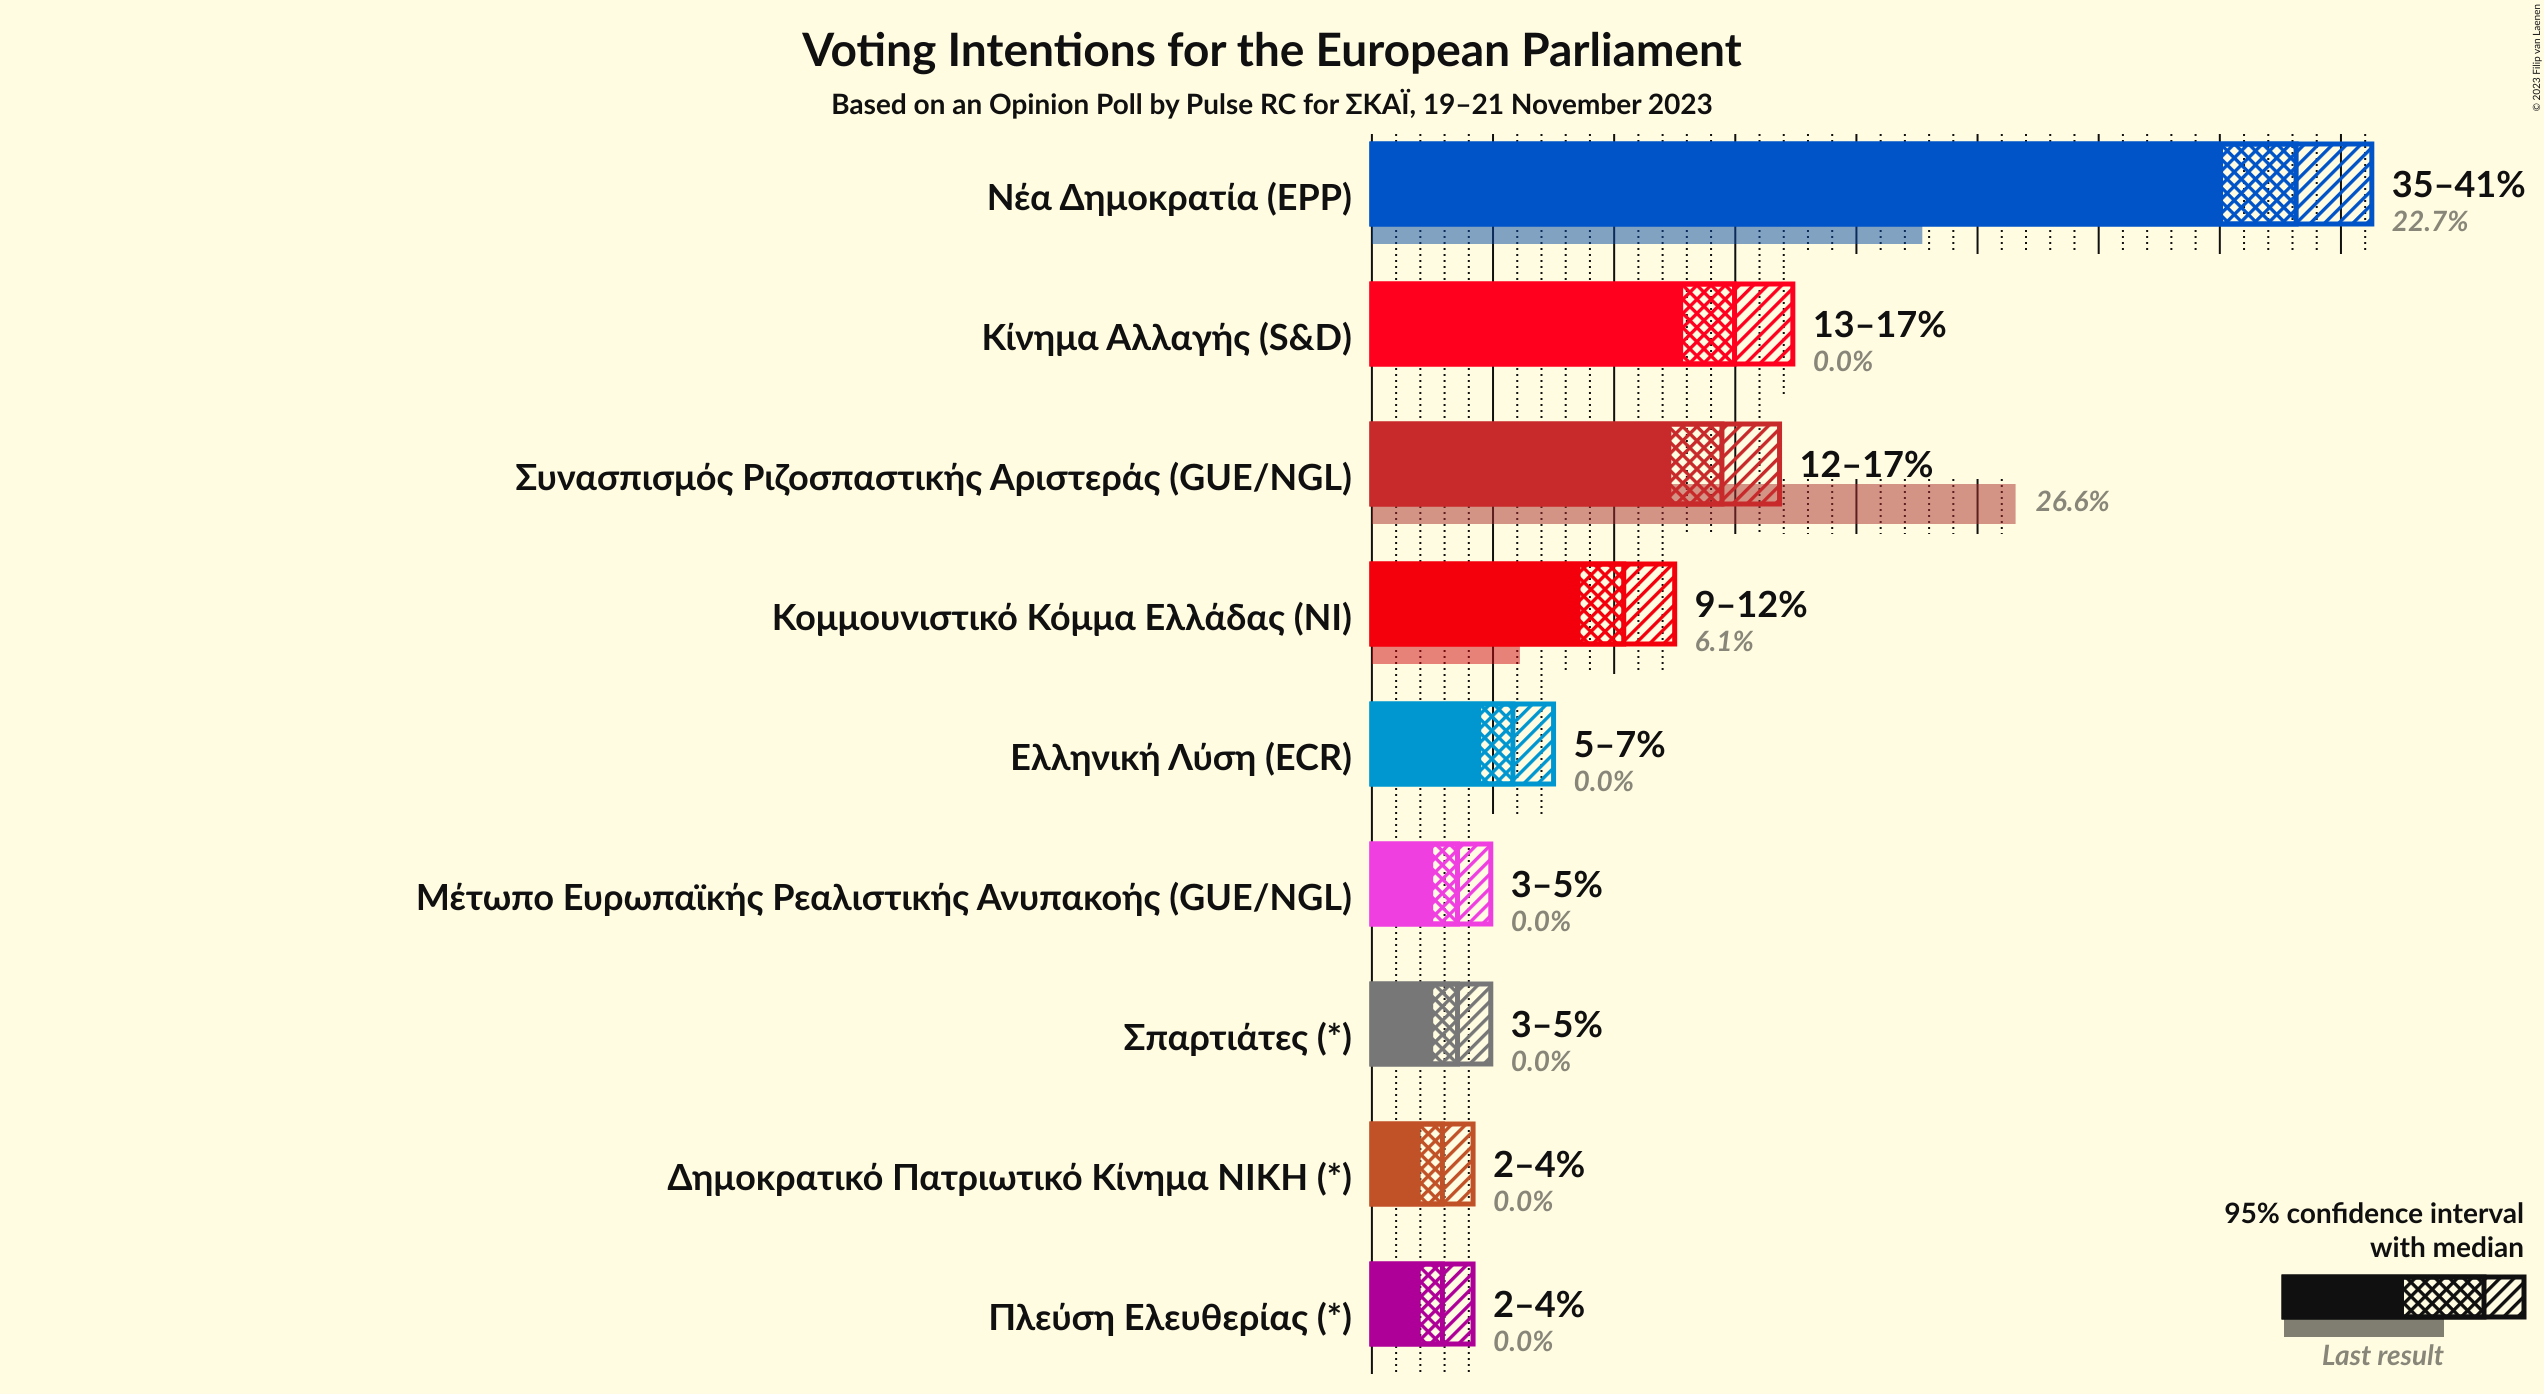 Voting Intentions for the European Parliament
Based on an Opinion Poll by Pulse RC for ΣΚΑΪ, 19–21 November 2023
© 2023 Filip van Laenen
Νέα Δημοκρατία (EPP)
35–41%
22.7%
Κίνημα Αλλαγής (S&D)
13–17%
0.0%
Συνασπισμός Ριζοσπαστικής Αριστεράς (GUE/NGL)
12–17%
26.6%
Κομμουνιστικό Κόμμα Ελλάδας (NI)
9–12%
6.1%
Ελληνική Λύση (ECR)
5–7%
0.0%
Μέτωπο Ευρωπαϊκής Ρεαλιστικής Ανυπακοής (GUE/NGL)
3–5%
0.0%
Σπαρτιάτες (*)
3–5%
0.0%
Δημοκρατικό Πατριωτικό Κίνημα ΝΙΚΗ (*)
2–4%
0.0%
Πλεύση Ελευθερίας (*)
2–4%
0.0%
95% confidence interval
with median
Last result